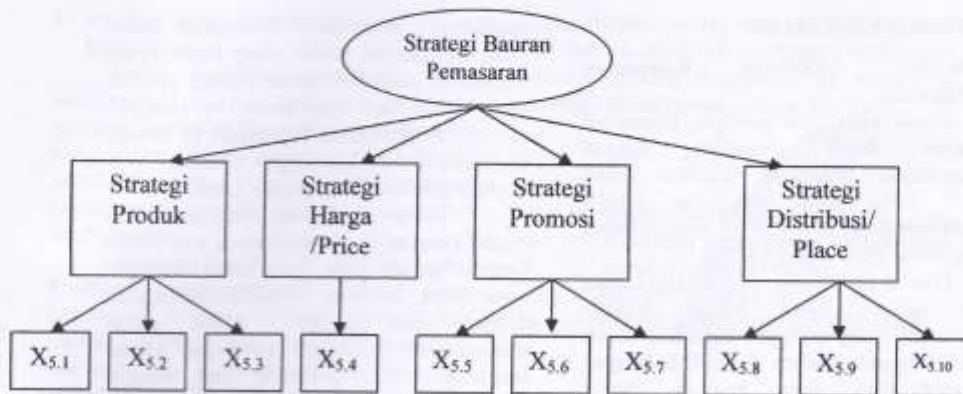 Strategi Bauran
Pemasaran
Strategi
Produk
Strategi
Harga
/Price
Strategi
Promosi
Strategi
Distribusi/
Place
X5.1
X5.2
X5.3
X5.4
X5.5
X5.6
X5.7
X5.8
X5.9
X5.10